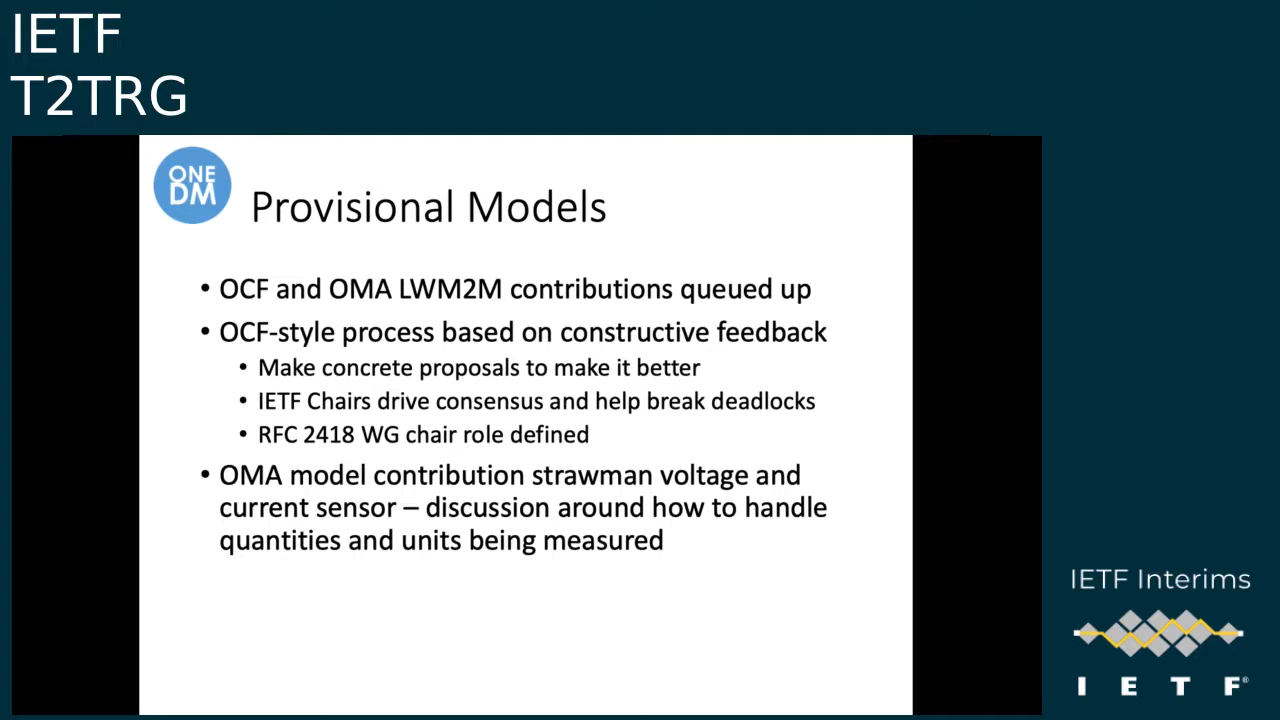 IETF
T2TRG
ONE
DM
Provisional Models
• OCF and OMA LWM2M contributions queued up
• OCF-style process based on constructive feedback
• Make concrete proposals to make it better
• IETF Chairs drive consensus and help break deadlocks
• RFC 2418 WG chair role defined
• OMA model contribution strawman voltage and
current sensor – discussion around how to handle
quantities and units being measured
IETF Interims
I E T F®